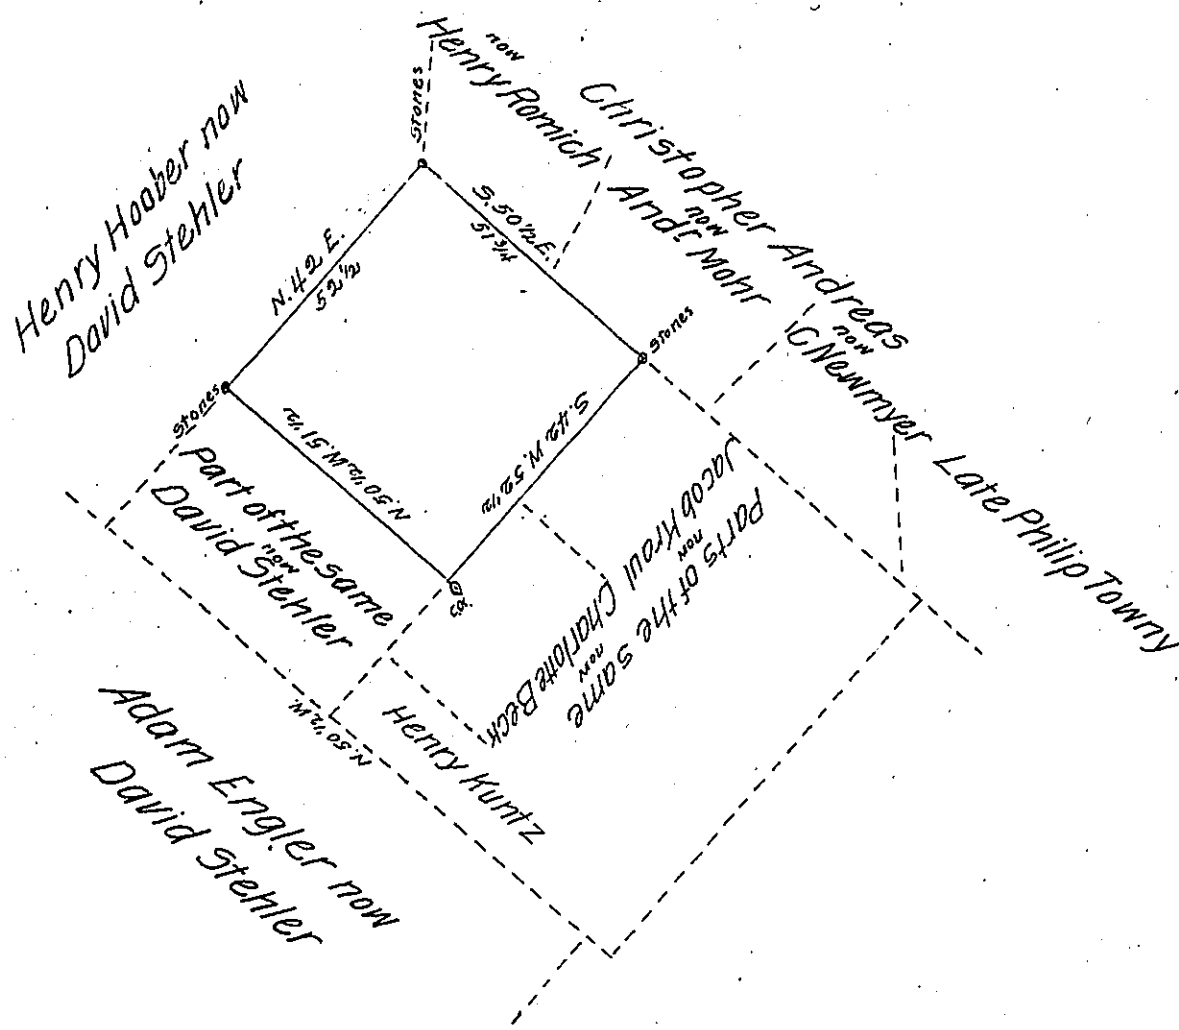 Henry Hoober now
David Stehler
Stones
now
Henry Romich
Christopher Andreas
Andr. Mohr
now
C Newmyer
now
Late Philip Towny
N. 42 E.
52 1/2
S. 50 1/2 E.
51 3/4
Stones
S. 42 W. 52 1/2
N. 50 1/2 W. 51 1/2
Stones
Part of the same
now
David Stehler
Jacob Kraul Charlotte Beck
now
now
Parts of the same
Henry Kuntz
N. 50 1/2 W.
Adam Engler now
David Stehler